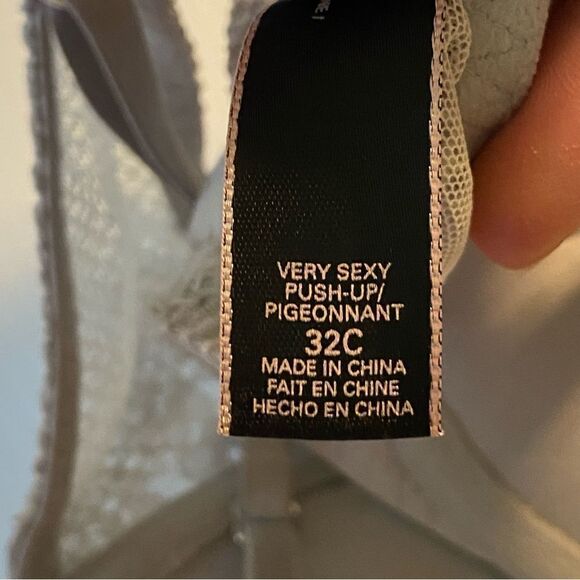 VERY SEXY
PUSH-UP/
PIGEONNANT
32C
MADE IN CHINA
FAIT EN CHINE
HECHO EN CHINA